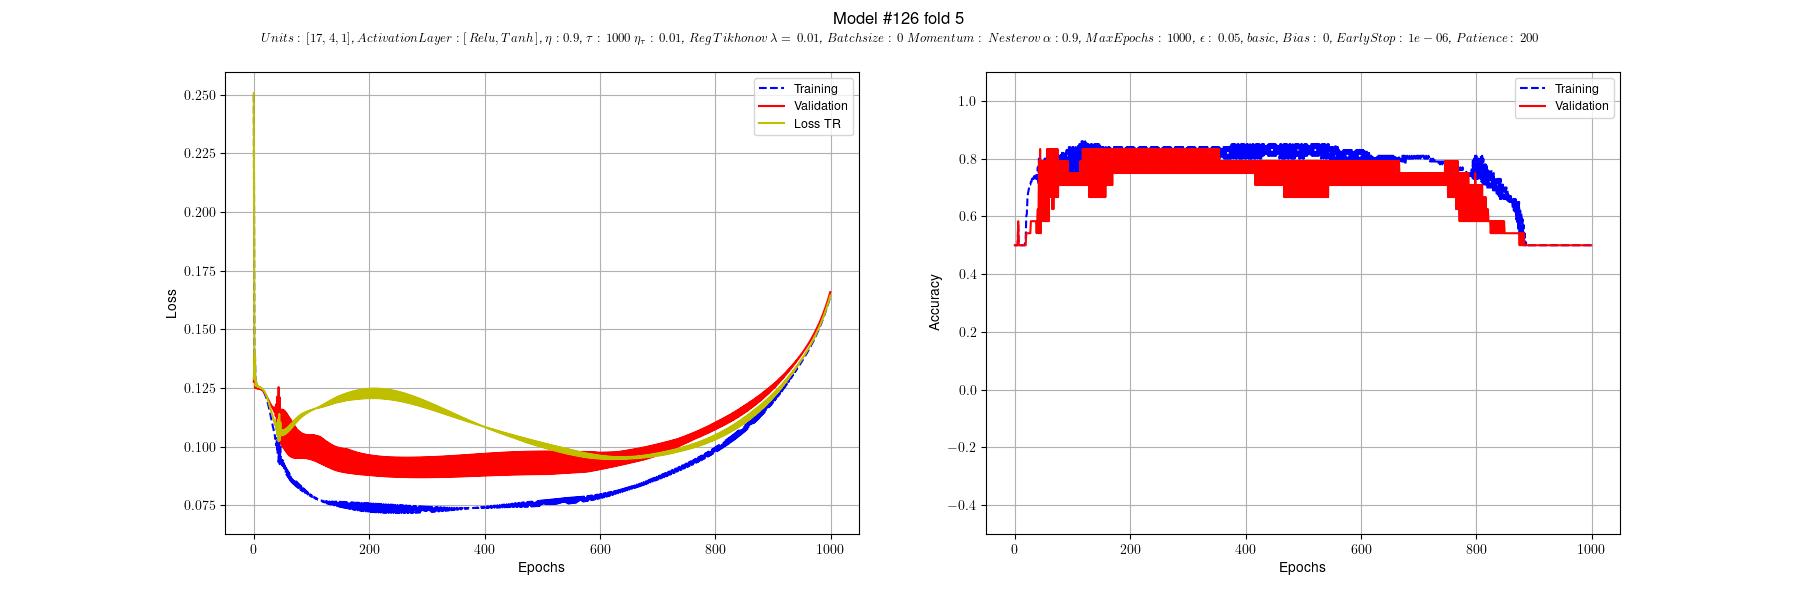 Model #126 fold 5
Units : [17, 4, 1], ActivationLayer : [ Relu, Tanh], η : 0.9, τ : 1000 ητ : 0.01, RegTikhonov λ = 0.01, Batchsize : 0 Momentum : Nesterov α : 0.9, MaxEpochs : 1000, ϵ : 0.05, basic, Bias : 0, EarlyStop : 1e − 06, Patience : 200
Loss
0.250
0.225
0.200
0.175
0.150
0.125
0.100
0.075
0 200 400 600 800 1000
Epochs
Training
Validation
Loss TR
Accuracy
1.0
0.8
0.6
0.4
0.2
0.0
−0.2
−0.4
0 200 400 600 800 1000
Epochs
Training
Validation